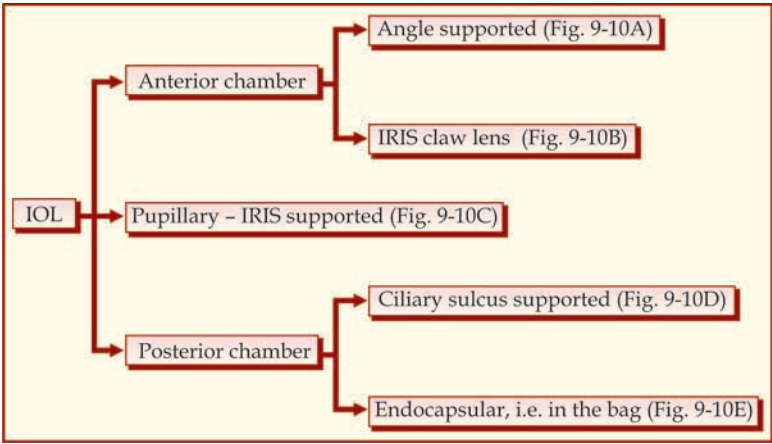 Angle supported (Fig. 9-10A)
Anterior chamber
IRIS claw lens (Fig. 9-10B)
IOL
Pupillary – IRIS supported (Fig. 9-10C)
Ciliary sulcus supported (Fig. 9-10D)
Posterior chamber
Endocapsular, i.e. in the bag (Fig. 9-10E)